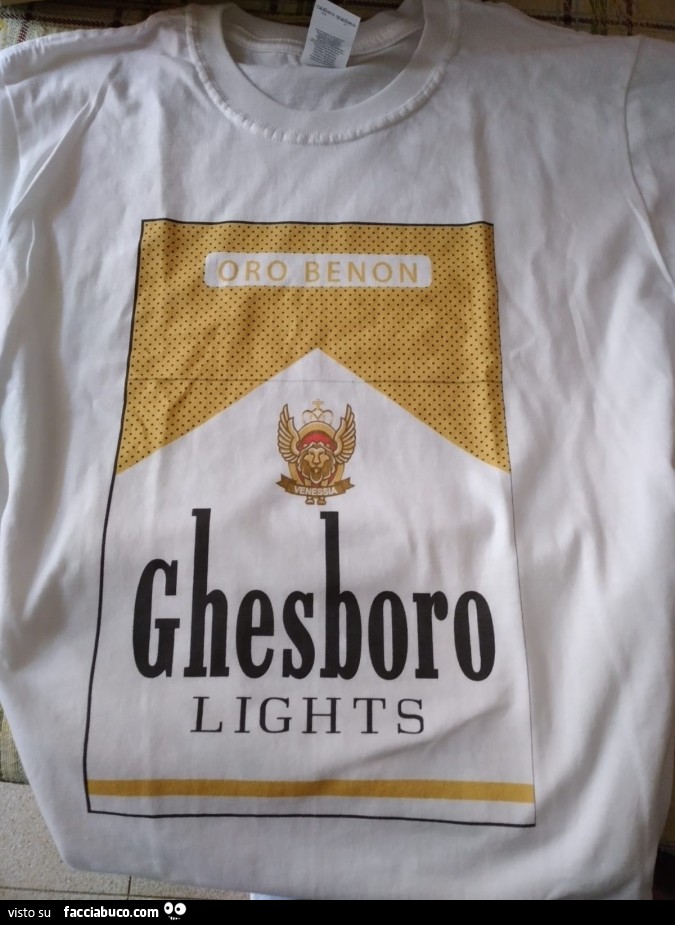 ORO BENON
VENESSIA
Ghesboro
LIGHTS
visto su facciabuco.com